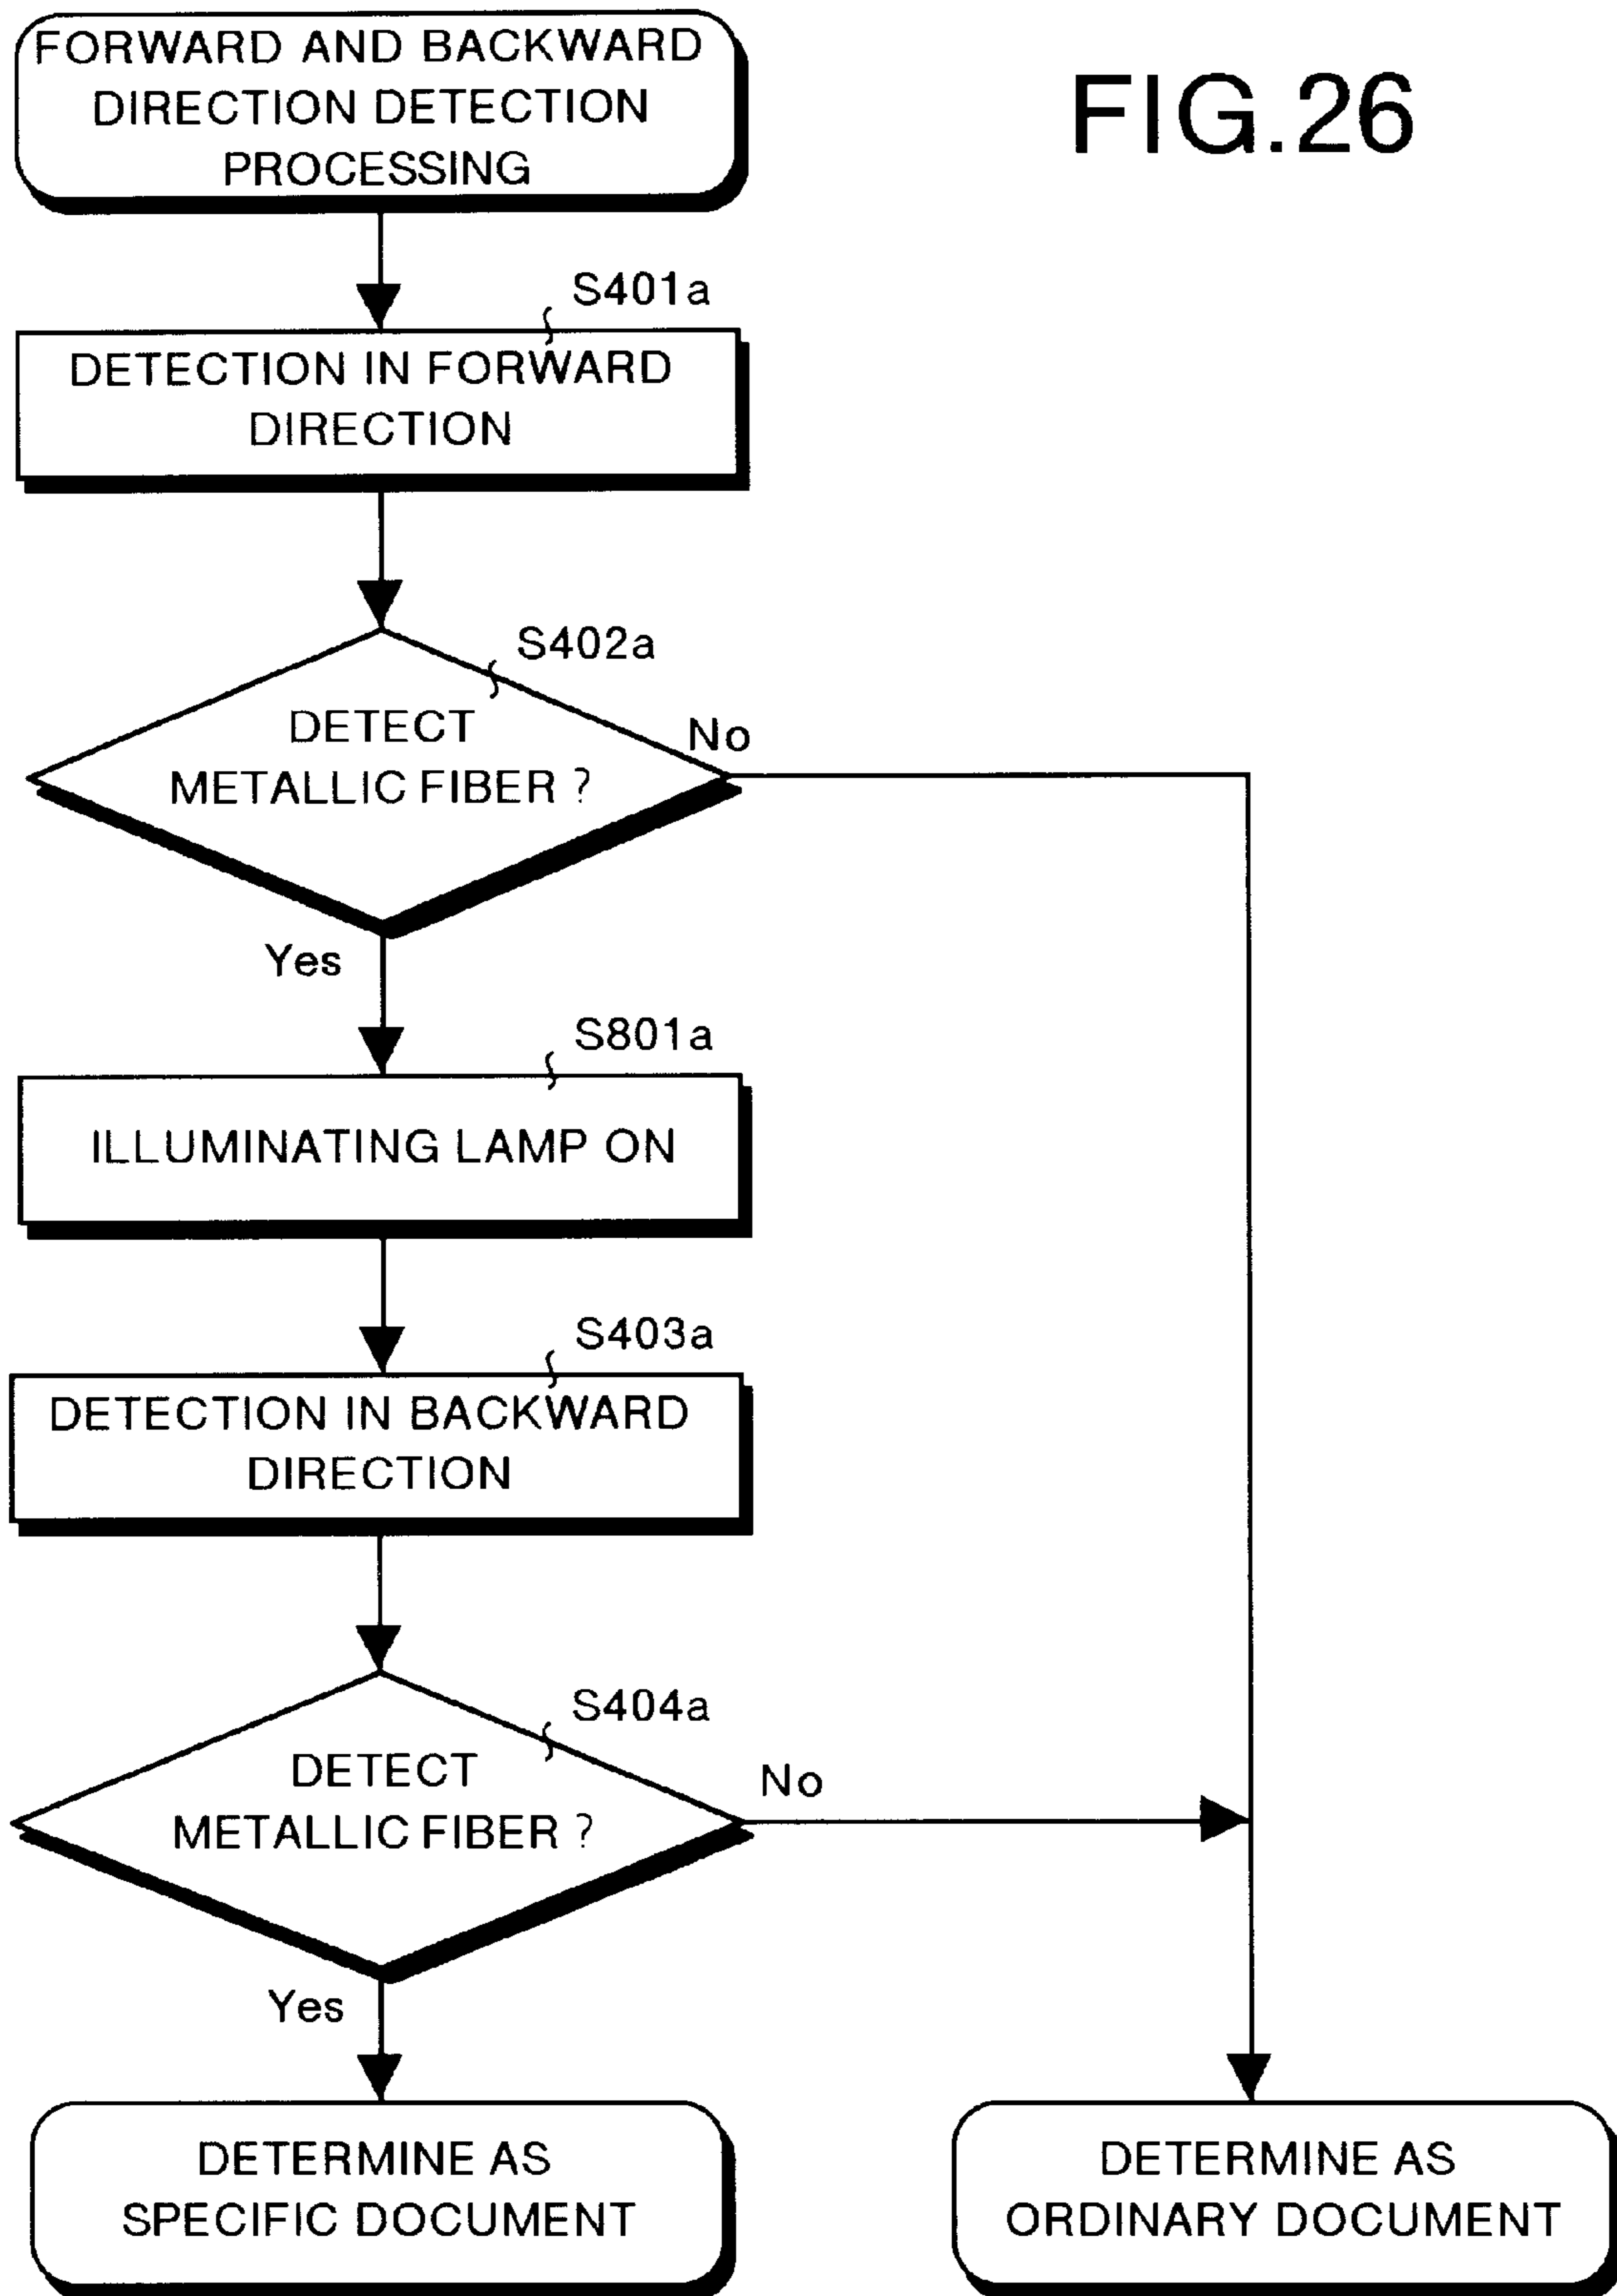 FORWARD AND BACKWARD
DIRECTION DETECTION
PROCESSING
FIG.26
S401a
DETECTION IN FORWARD
DIRECTION
S402a
DETECT
METALLIC FIBER ?
No
Yes
S801a
ILLUMINATING LAMP ON
S403a
DETECTION IN BACKWARD
DIRECTION
S404a
DETECT
METALLIC FIBER ?
No
Yes
DETERMINE AS
SPECIFIC DOCUMENT
DETERMINE AS
ORDINARY DOCUMENT